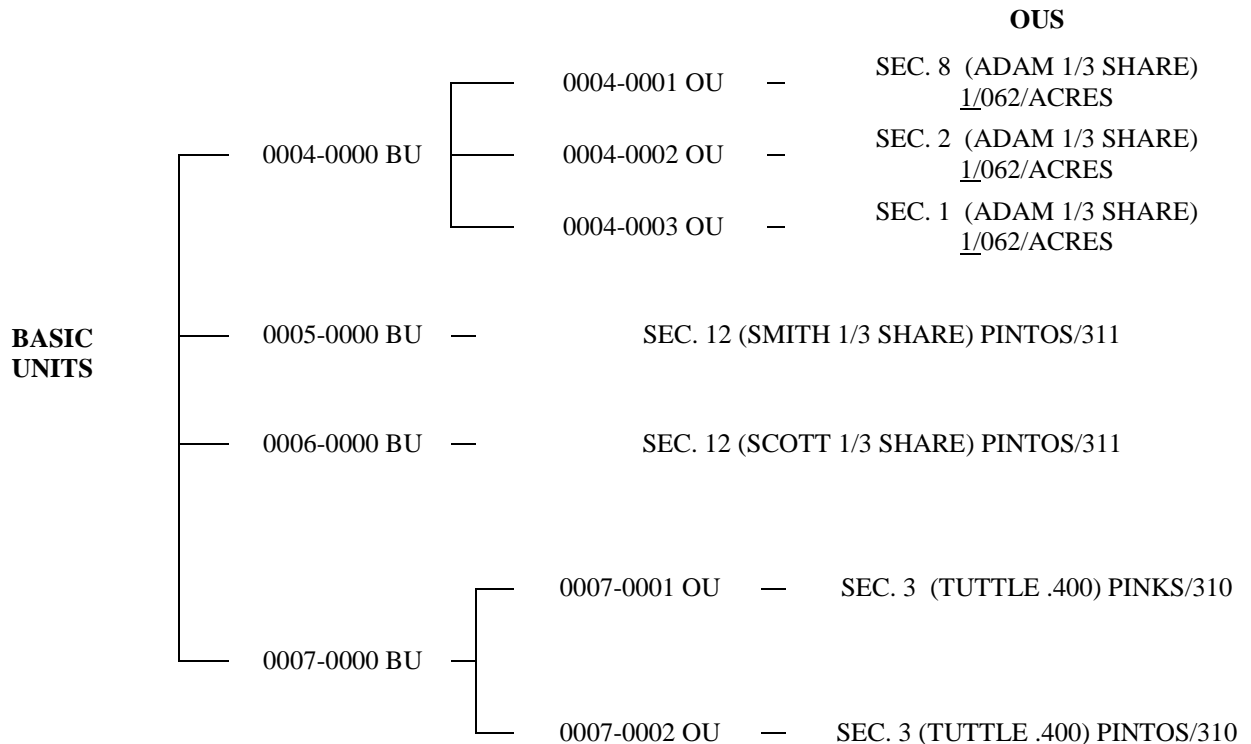 OUS
0004-0001 OU — SEC. 8 (ADAM 1/3 SHARE)
1/062/ACRES
0004-0000 BU
0004-0002 OU — SEC. 2 (ADAM 1/3 SHARE)
1/062/ACRES
0004-0003 OU — SEC. 1 (ADAM 1/3 SHARE)
1/062/ACRES
BASIC
UNITS
0005-0000 BU — SEC. 12 (SMITH 1/3 SHARE) PINTOS/311
0006-0000 BU — SEC. 12 (SCOTT 1/3 SHARE) PINTOS/311
0007-0001 OU — SEC. 3 (TUTTLE .400) PINKS/310
0007-0000 BU
0007-0002 OU — SEC. 3 (TUTTLE .400) PINTOS/310